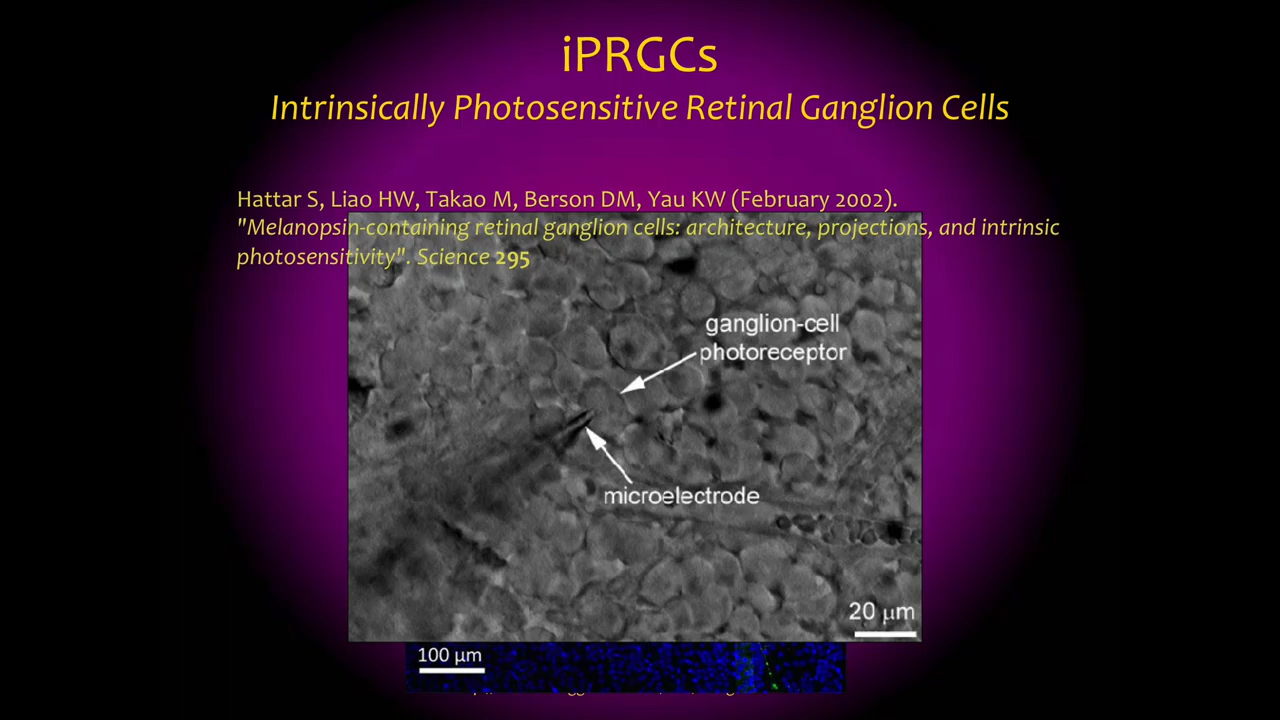 iPRGCs
Intrinsically Photosensitive Retinal Ganglion Cells
Hattar S, Liao HW, Takao M, Berson DM, Yau KW (February 2002).
"Melanopsin-containing retinal ganglion cells: architecture, projections, and intrinsic
photosensitivity". Science 295
ganglion-cell
photoreceptor
microelectrode
20 μm
100 μm